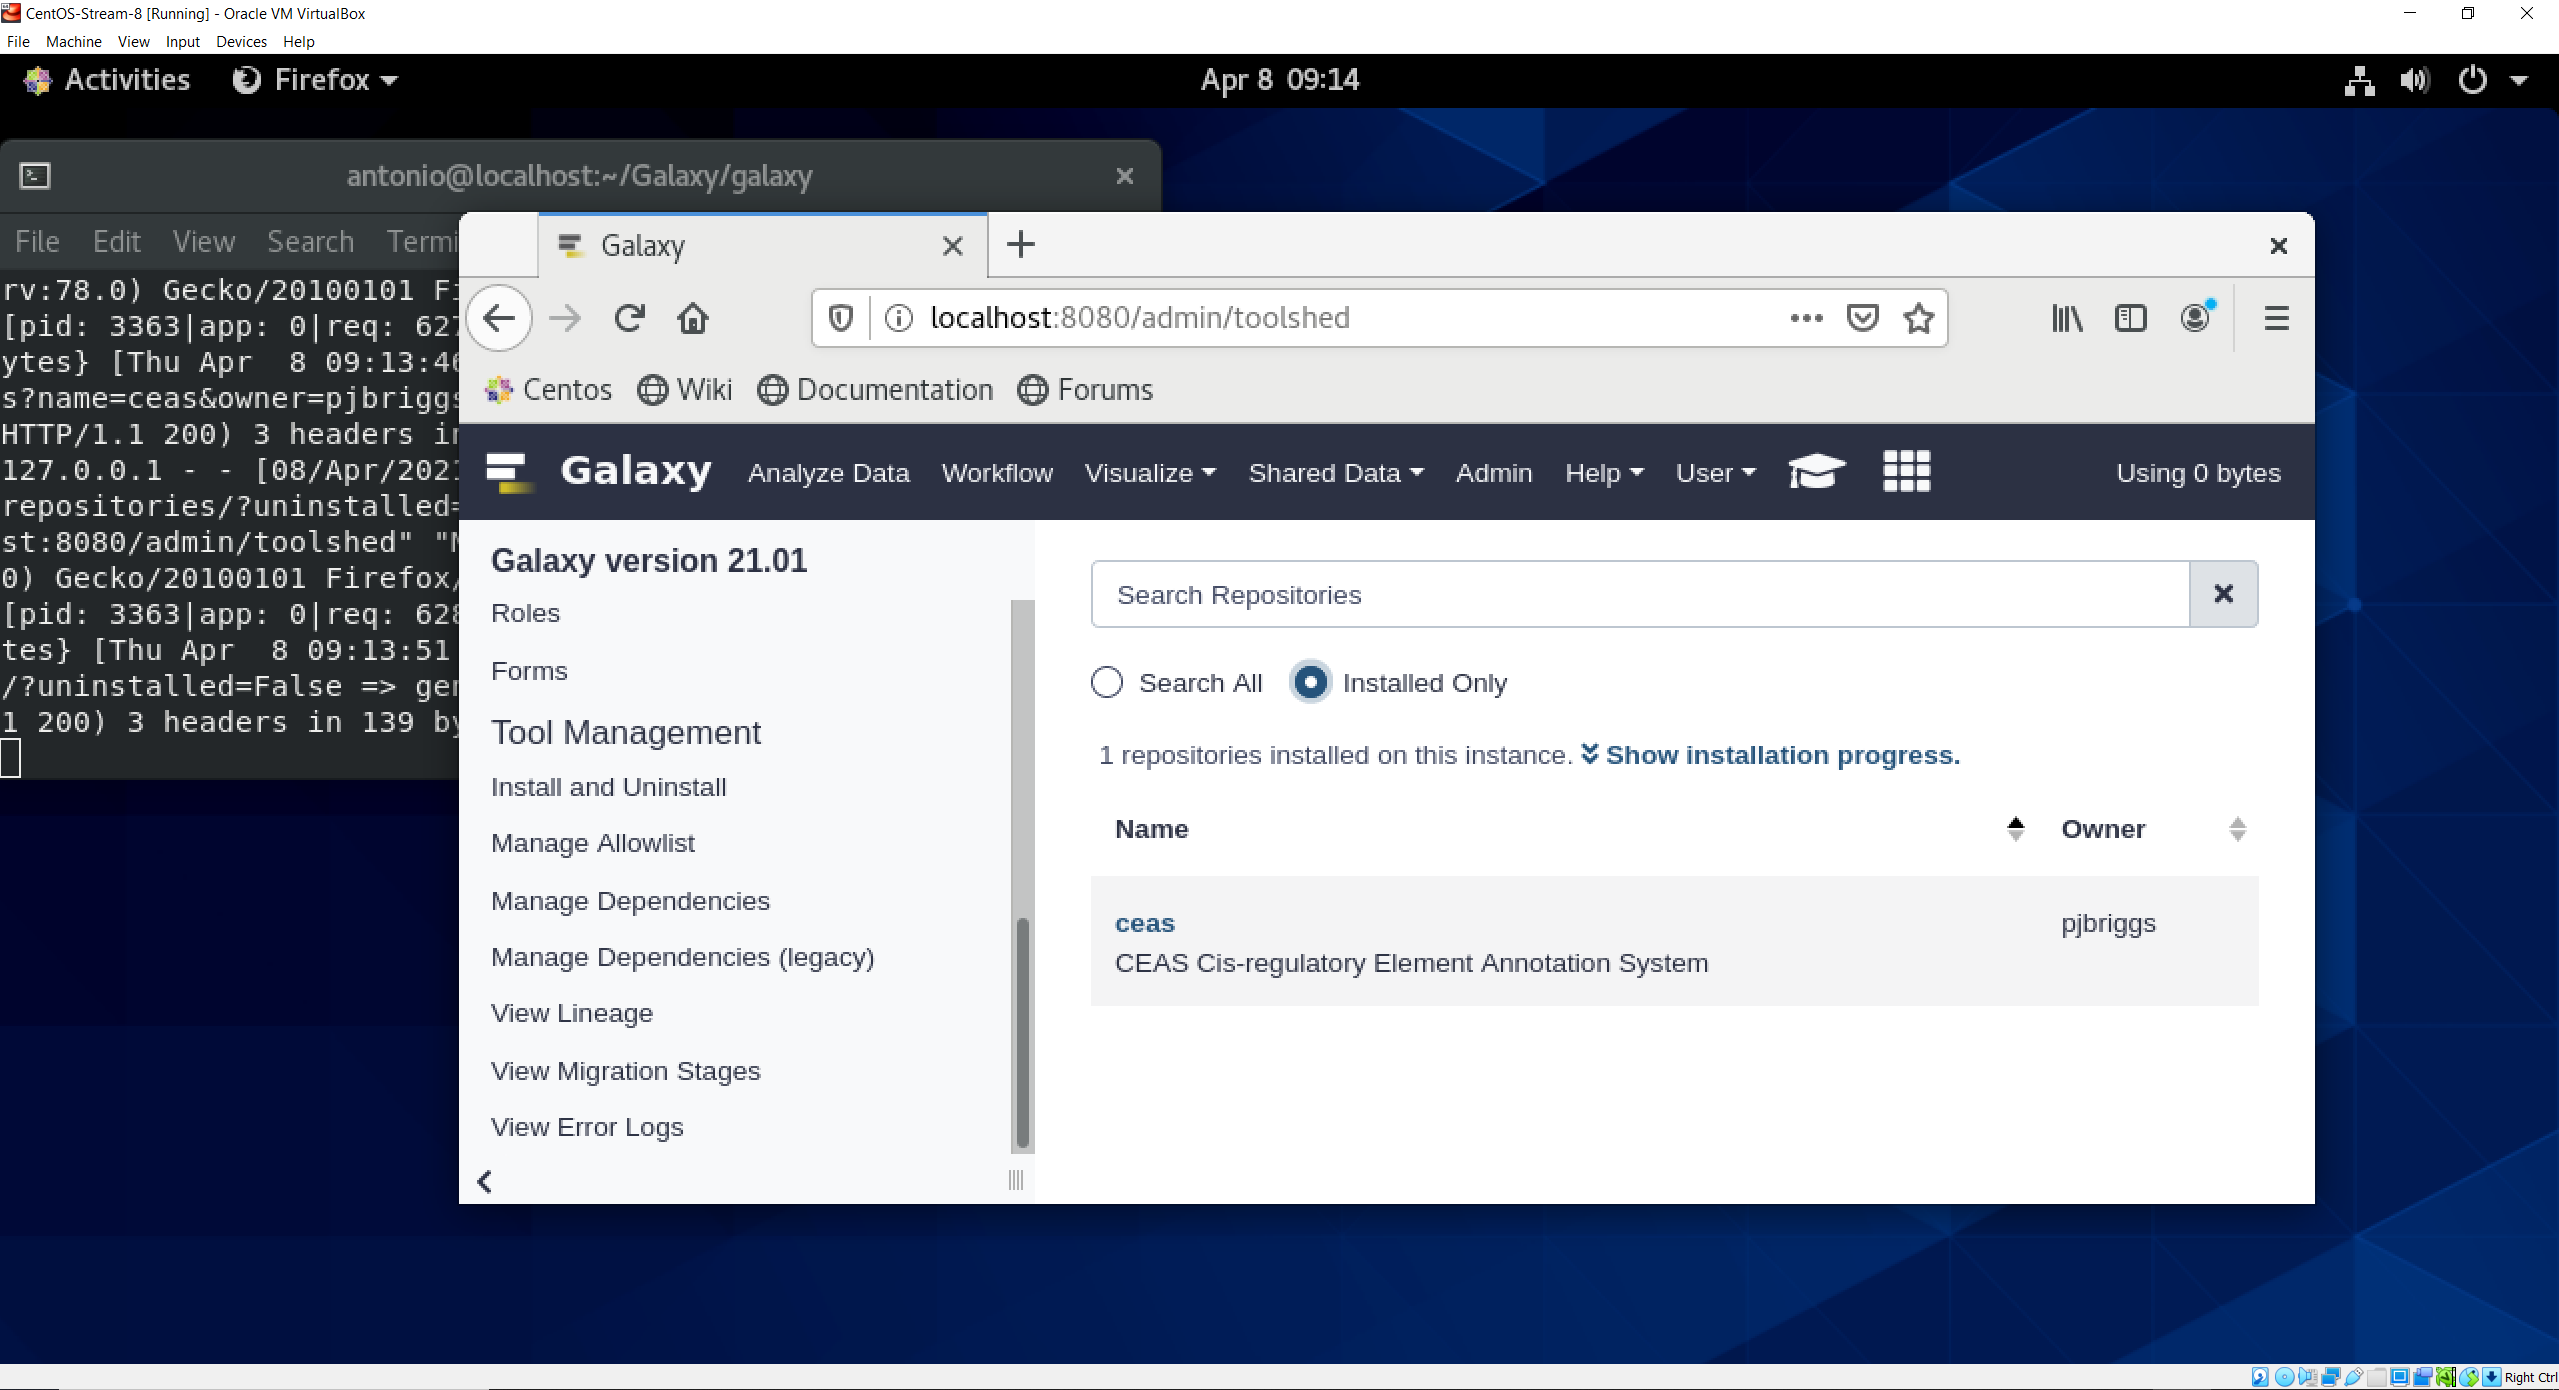 CentOS-Stream-8 [Running] - Oracle VM VirtualBox
File Machine View Input Devices Help
Activities Firefox Apr 8 09:14
antonio@localhost:~/Galaxy/galaxy
File Edit View Search Termi
rv:78.0) Gecko/20100101 Fi
[pid: 3363|app: 0|req: 627
ytes} [Thu Apr  8 09:13:46
s?name=ceas&owner=pjbriggs
HTTP/1.1 200) 3 headers in
127.0.0.1 - - [08/Apr/2021
repositories/?uninstalled=
st:8080/admin/toolshed" "M
0) Gecko/20100101 Firefox/
[pid: 3363|app: 0|req: 628
tes} [Thu Apr  8 09:13:51
/?uninstalled=False => gen
1 200) 3 headers in 139 by
Galaxy
localhost:8080/admin/toolshed
Centos Wiki Documentation Forums
Galaxy Analyze Data Workflow Visualize Shared Data Admin Help User Using 0 bytes
Galaxy version 21.01
Roles
Forms
Tool Management
Install and Uninstall
Manage Allowlist
Manage Dependencies
Manage Dependencies (legacy)
View Lineage
View Migration Stages
View Error Logs
Search Repositories
Search All Installed Only
1 repositories installed on this instance. Show installation progress.
Name Owner
ceas pjbriggs
CEAS Cis-regulatory Element Annotation System
Right Ctrl